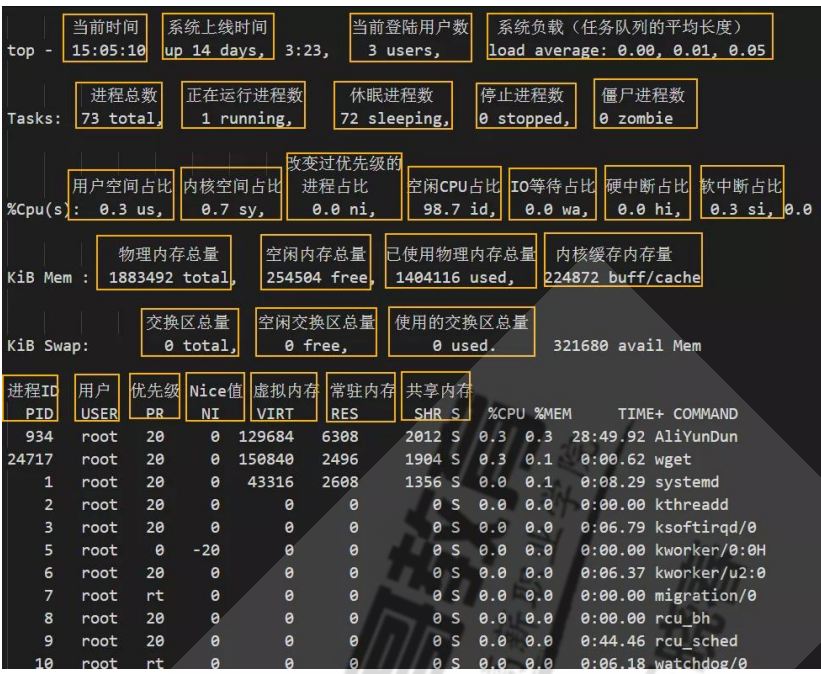 当前时间 系统上线时间 当前登陆用户数 系统负载（任务队列的平均长度）
top - 15:05:10 up 14 days, 3:23, 3 users, load average: 0.00, 0.01, 0.05
进程总数 正在运行进程数 休眠进程数 停止进程数 僵尸进程数
Tasks: 73 total, 1 running, 72 sleeping, 0 stopped, 0 zombie
改变过优先级的
用户空间占比 内核空间占比 进程占比 空闲CPU占比 IO等待占比 硬中断占比 软中断占比
%Cpu(s): 0.3 us, 0.7 sy, 0.0 ni, 98.7 id, 0.0 wa, 0.0 hi, 0.3 si, 0.0
物理内存总量 空闲内存总量 已使用物理内存总量 内核缓存内存量
KiB Mem : 1883492 total, 254504 free, 1404116 used, 224872 buff/cache
交换区总量 空闲交换区总量 使用的交换区总量
KiB Swap: 0 total, 0 free, 0 used. 321680 avail Mem
进程ID 用户 优先级 Nice值 虚拟内存 常驻内存 共享内存
PID USER PR NI VIRT RES SHR S %CPU %MEM TIME+ COMMAND
934 root 20 0 129684 6308 2012 S 0.3 0.3 28:49.92 AliYunDun
24717 root 20 0 150840 2496 1904 S 0.3 0.1 0:00.62 wget
1 root 20 0 43316 2608 1356 S 0.0 0.1 0:08.29 systemd
2 root 20 0 0 0 0 S 0.0 0.0 0:00.00 kthreadd
3 root 20 0 0 0 0 S 0.0 0.0 0:06.79 ksoftirqd/0
5 root 0 -20 0 0 0 S 0.0 0.0 0:00.00 kworker/0:0H
6 root 20 0 0 0 0 S 0.0 0.0 0:06.37 kworker/u2:0
7 root rt 0 0 0 0 S 0.0 0.0 0:00.00 migration/0
8 root 20 0 0 0 0 S 0.0 0.0 0:00.00 rcu_bh
9 root 20 0 0 0 0 S 0.0 0.0 0:44.46 rcu_sched
10 root rt 0 0 0 0 S 0.0 0.0 0:06.18 watchdog/0